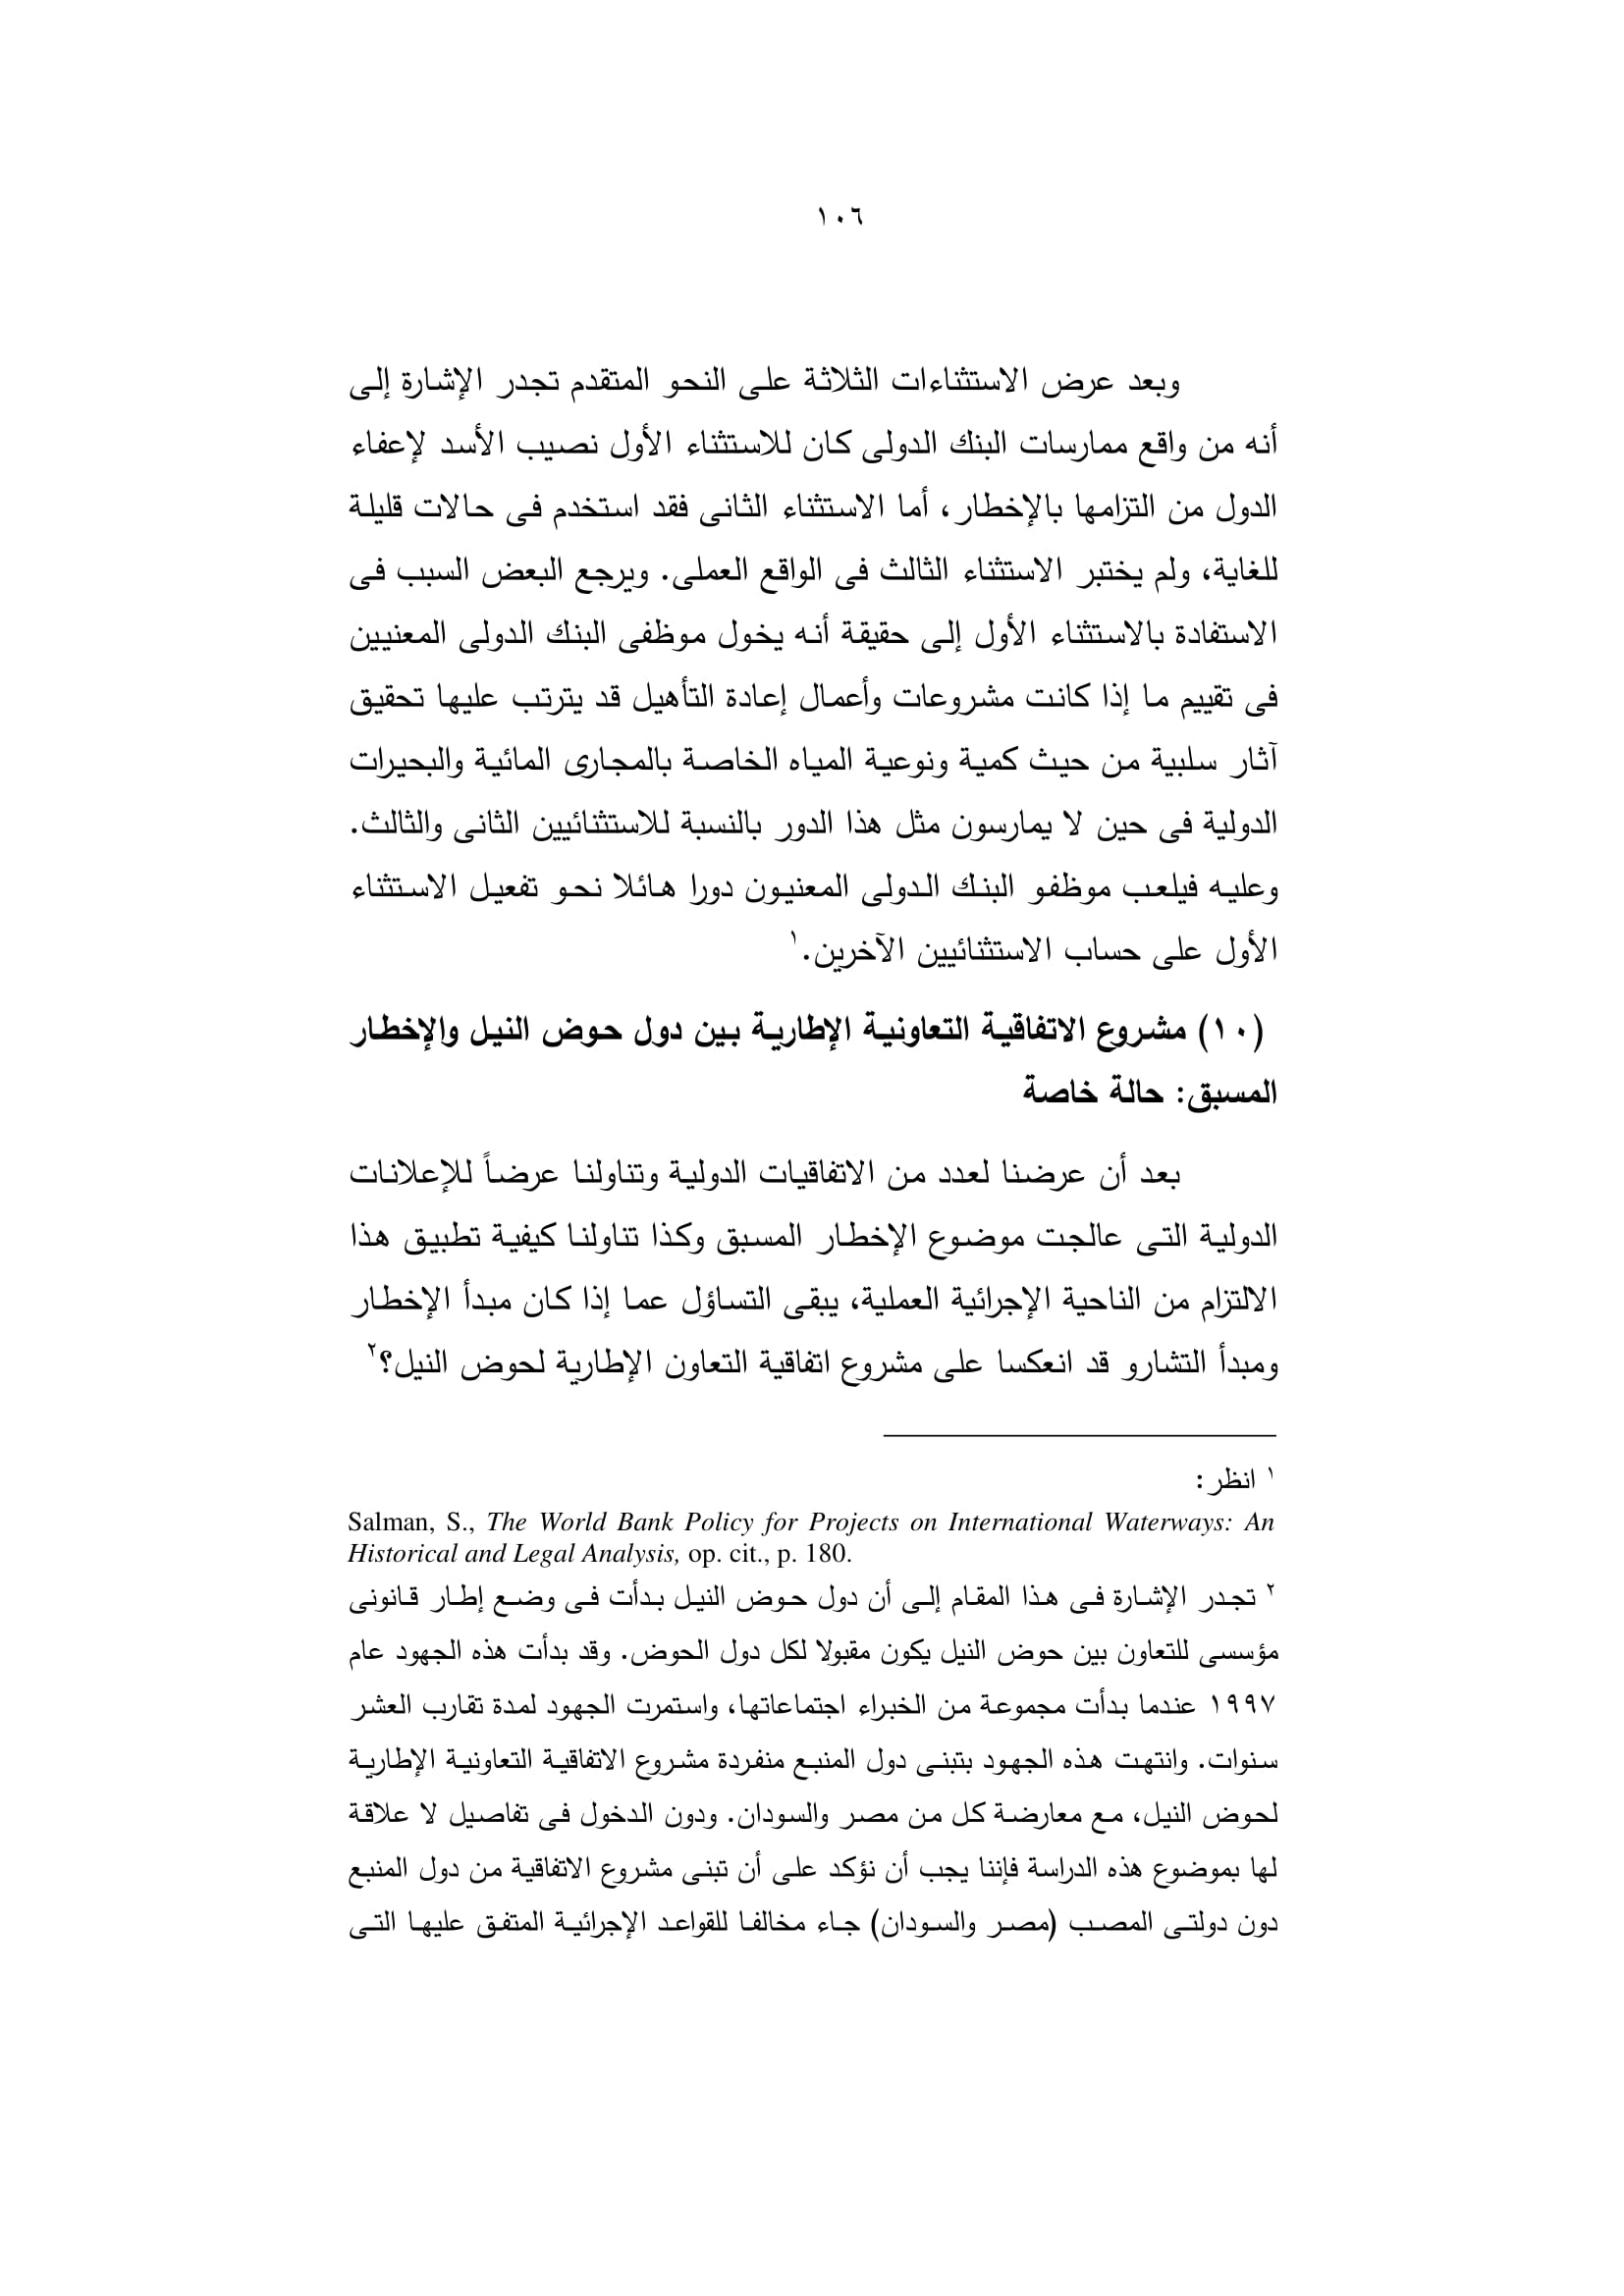 ١٠٦
وبعد عرض الاستثناءات الثلاثة على النحو المتقدم تجدر الإشارة إلى
أنه من واقع ممارسات البنك الدولى كان للاستثناء الأول نصيب الأسد لإعفاء
الدول من التزامها بالإخطار، أما الاستثناء الثانى فقد استخدم فى حالات قليلة
للغاية، ولم يختبر الاستثناء الثالث فى الواقع العملى. ويرجع البعض السبب فى
الاستفادة بالاستثناء الأول إلى حقيقة أنه يخول موظفى البنك الدولى المعنيين
فى تقييم ما إذا كانت مشروعات وأعمال إعادة التأهيل قد يترتب عليها تحقيق
آثار سلبية من حيث كمية ونوعية المياه الخاصة بالمجارى المائية والبحيرات
الدولية فى حين لا يمارسون مثل هذا الدور بالنسبة للاستثنائيين الثانى والثالث.
وعليه فيلعب موظفو البنك الدولى المعنيون دورا هائلا نحو تفعيل الاستثناء
الأول على حساب الاستثنائيين الآخرين.١
(١٠) مشروع الاتفاقية التعاونية الإطارية بين دول حوض النيل والإخطار
المسبق: حالة خاصة
بعد أن عرضنا لعدد من الاتفاقيات الدولية وتناولنا عرضاً للإعلانات
الدولية التى عالجت موضوع الإخطار المسبق وكذا تناولنا كيفية تطبيق هذا
الالتزام من الناحية الإجرائية العملية، يبقى التساؤل عما إذا كان مبدأ الإخطار
ومبدأ التشارو قد انعكسا على مشروع اتفاقية التعاون الإطارية لحوض النيل؟٢
١ انظر:
Salman, S., The World Bank Policy for Projects on International Waterways: An
Historical and Legal Analysis, op. cit., p. 180.
٢ تجدر الإشارة فى هذا المقام إلى أن دول حوض النيل بدأت فى وضع إطار قانونى
مؤسسى للتعاون بين حوض النيل يكون مقبولا لكل دول الحوض. وقد بدأت هذه الجهود عام
١٩٩٧ عندما بدأت مجموعة من الخبراء اجتماعاتها، واستمرت الجهود لمدة تقارب العشر
سنوات. وانتهت هذه الجهود بتبنى دول المنبع منفردة مشروع الاتفاقية التعاونية الإطارية
لحوض النيل، مع معارضة كل من مصر والسودان. ودون الدخول فى تفاصيل لا علاقة
لها بموضوع هذه الدراسة فإننا يجب أن نؤكد على أن تبنى مشروع الاتفاقية من دول المنبع
دون دولتى المصب (مصر والسودان) جاء مخالفا للقواعد الإجرائية المتفق عليها التى